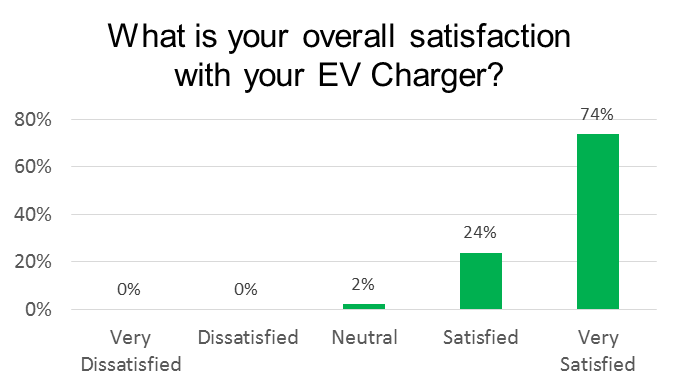 What is your overall satisfaction
with your EV Charger?
80%
60%
40%
20%
0%
0%
0%
2%
24%
74%
Very
Dissatisfied
Dissatisfied
Neutral
Satisfied
Very
Satisfied